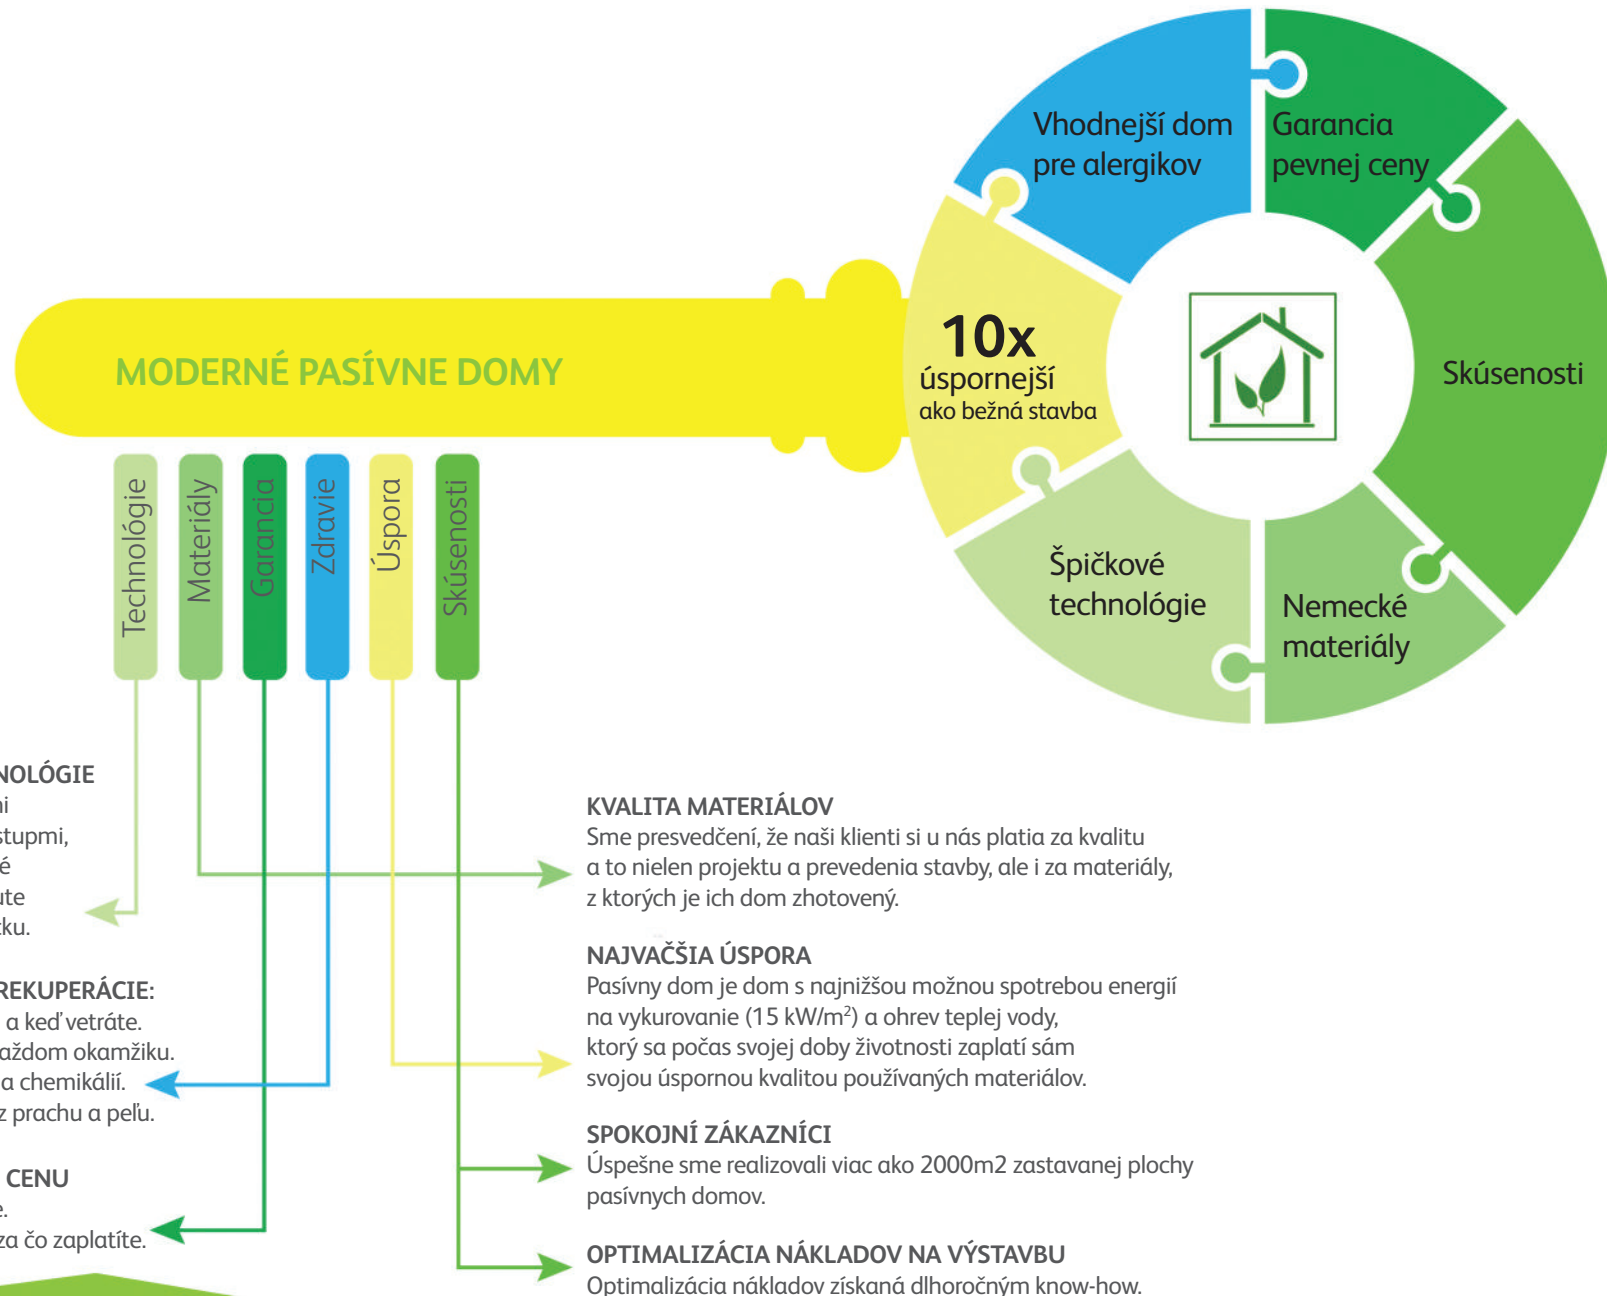 Vhodnejší dom
pre alergikov
Garancia
pevnej ceny
10x
úspornejší
ako bežná stavba
Skúsenosti
Špičkové
technológie
Nemecké
materiály
MODERNÉ PASÍVNE DOMY
Technológie
Materiály
Garancia
Zdravie
Úspora
Skúsenosti
REKUPERÁCIE:
a keď vetráte.
okamžiku.
a chemikálií.
prachu a peľu.
CENU
za čo zaplatíte.
KVALITA MATERIÁLOV
Sme presvedčení, že naši klienti si u nás platia za kvalitu
a to nielen projektu a prevedenia stavby, ale i za materiály,
z ktorých je ich dom zhotovený.
NAJVAČŠIA ÚSPORA
Pasívny dom je dom s najnižšou možnou spotrebou energií
na vykurovanie (15 kW/m²) a ohrev teplej vody,
ktorý sa počas svojej doby životnosti zaplatí sám
svojou úspornou kvalitou používaných materiálov.
SPOKOJNÍ ZÁKAZNÍCI
Úspešne sme realizovali viac ako 2000m2 zastavanej plochy
pasívnych domov.
OPTIMALIZÁCIA NÁKLADOV NA VÝSTAVBU
Optimalizácia nákladov získaná dlhoročným know-how.